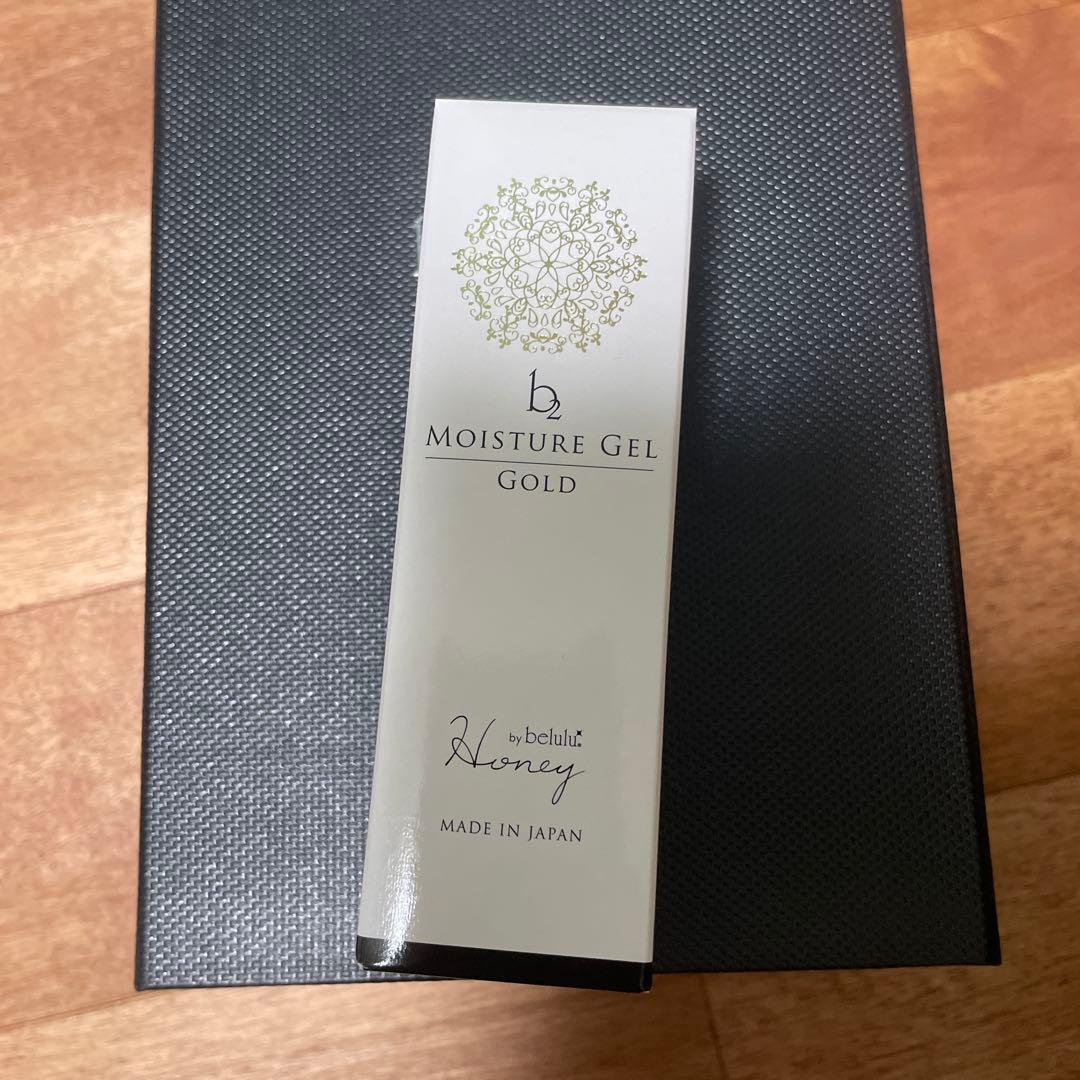 b2
MOISTURE GEL
GOLD
by belulu
Honey
MADE IN JAPAN